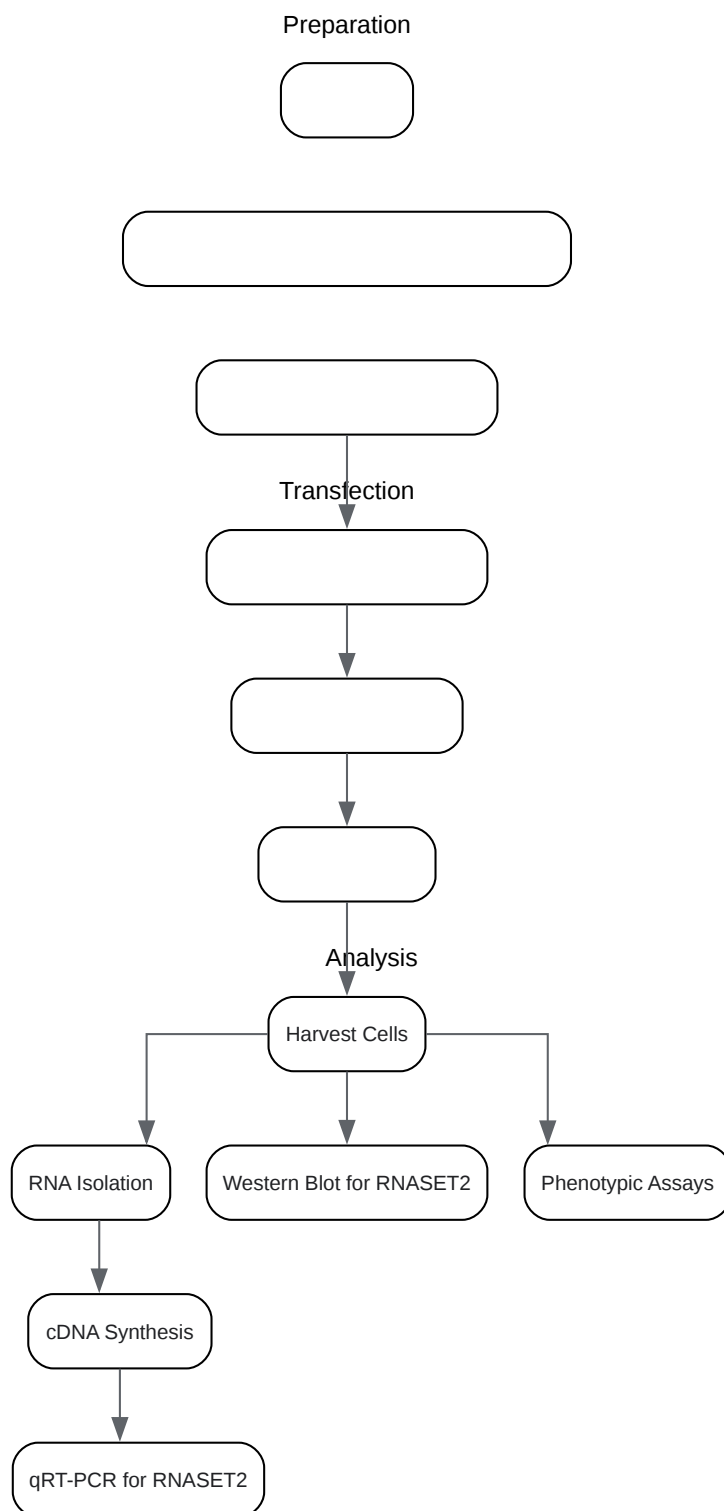 Preparation
Transfection
Analysis
Harvest Cells
RNA Isolation
Western Blot for RNASET2
Phenotypic Assays
cDNA Synthesis
qRT-PCR for RNASET2